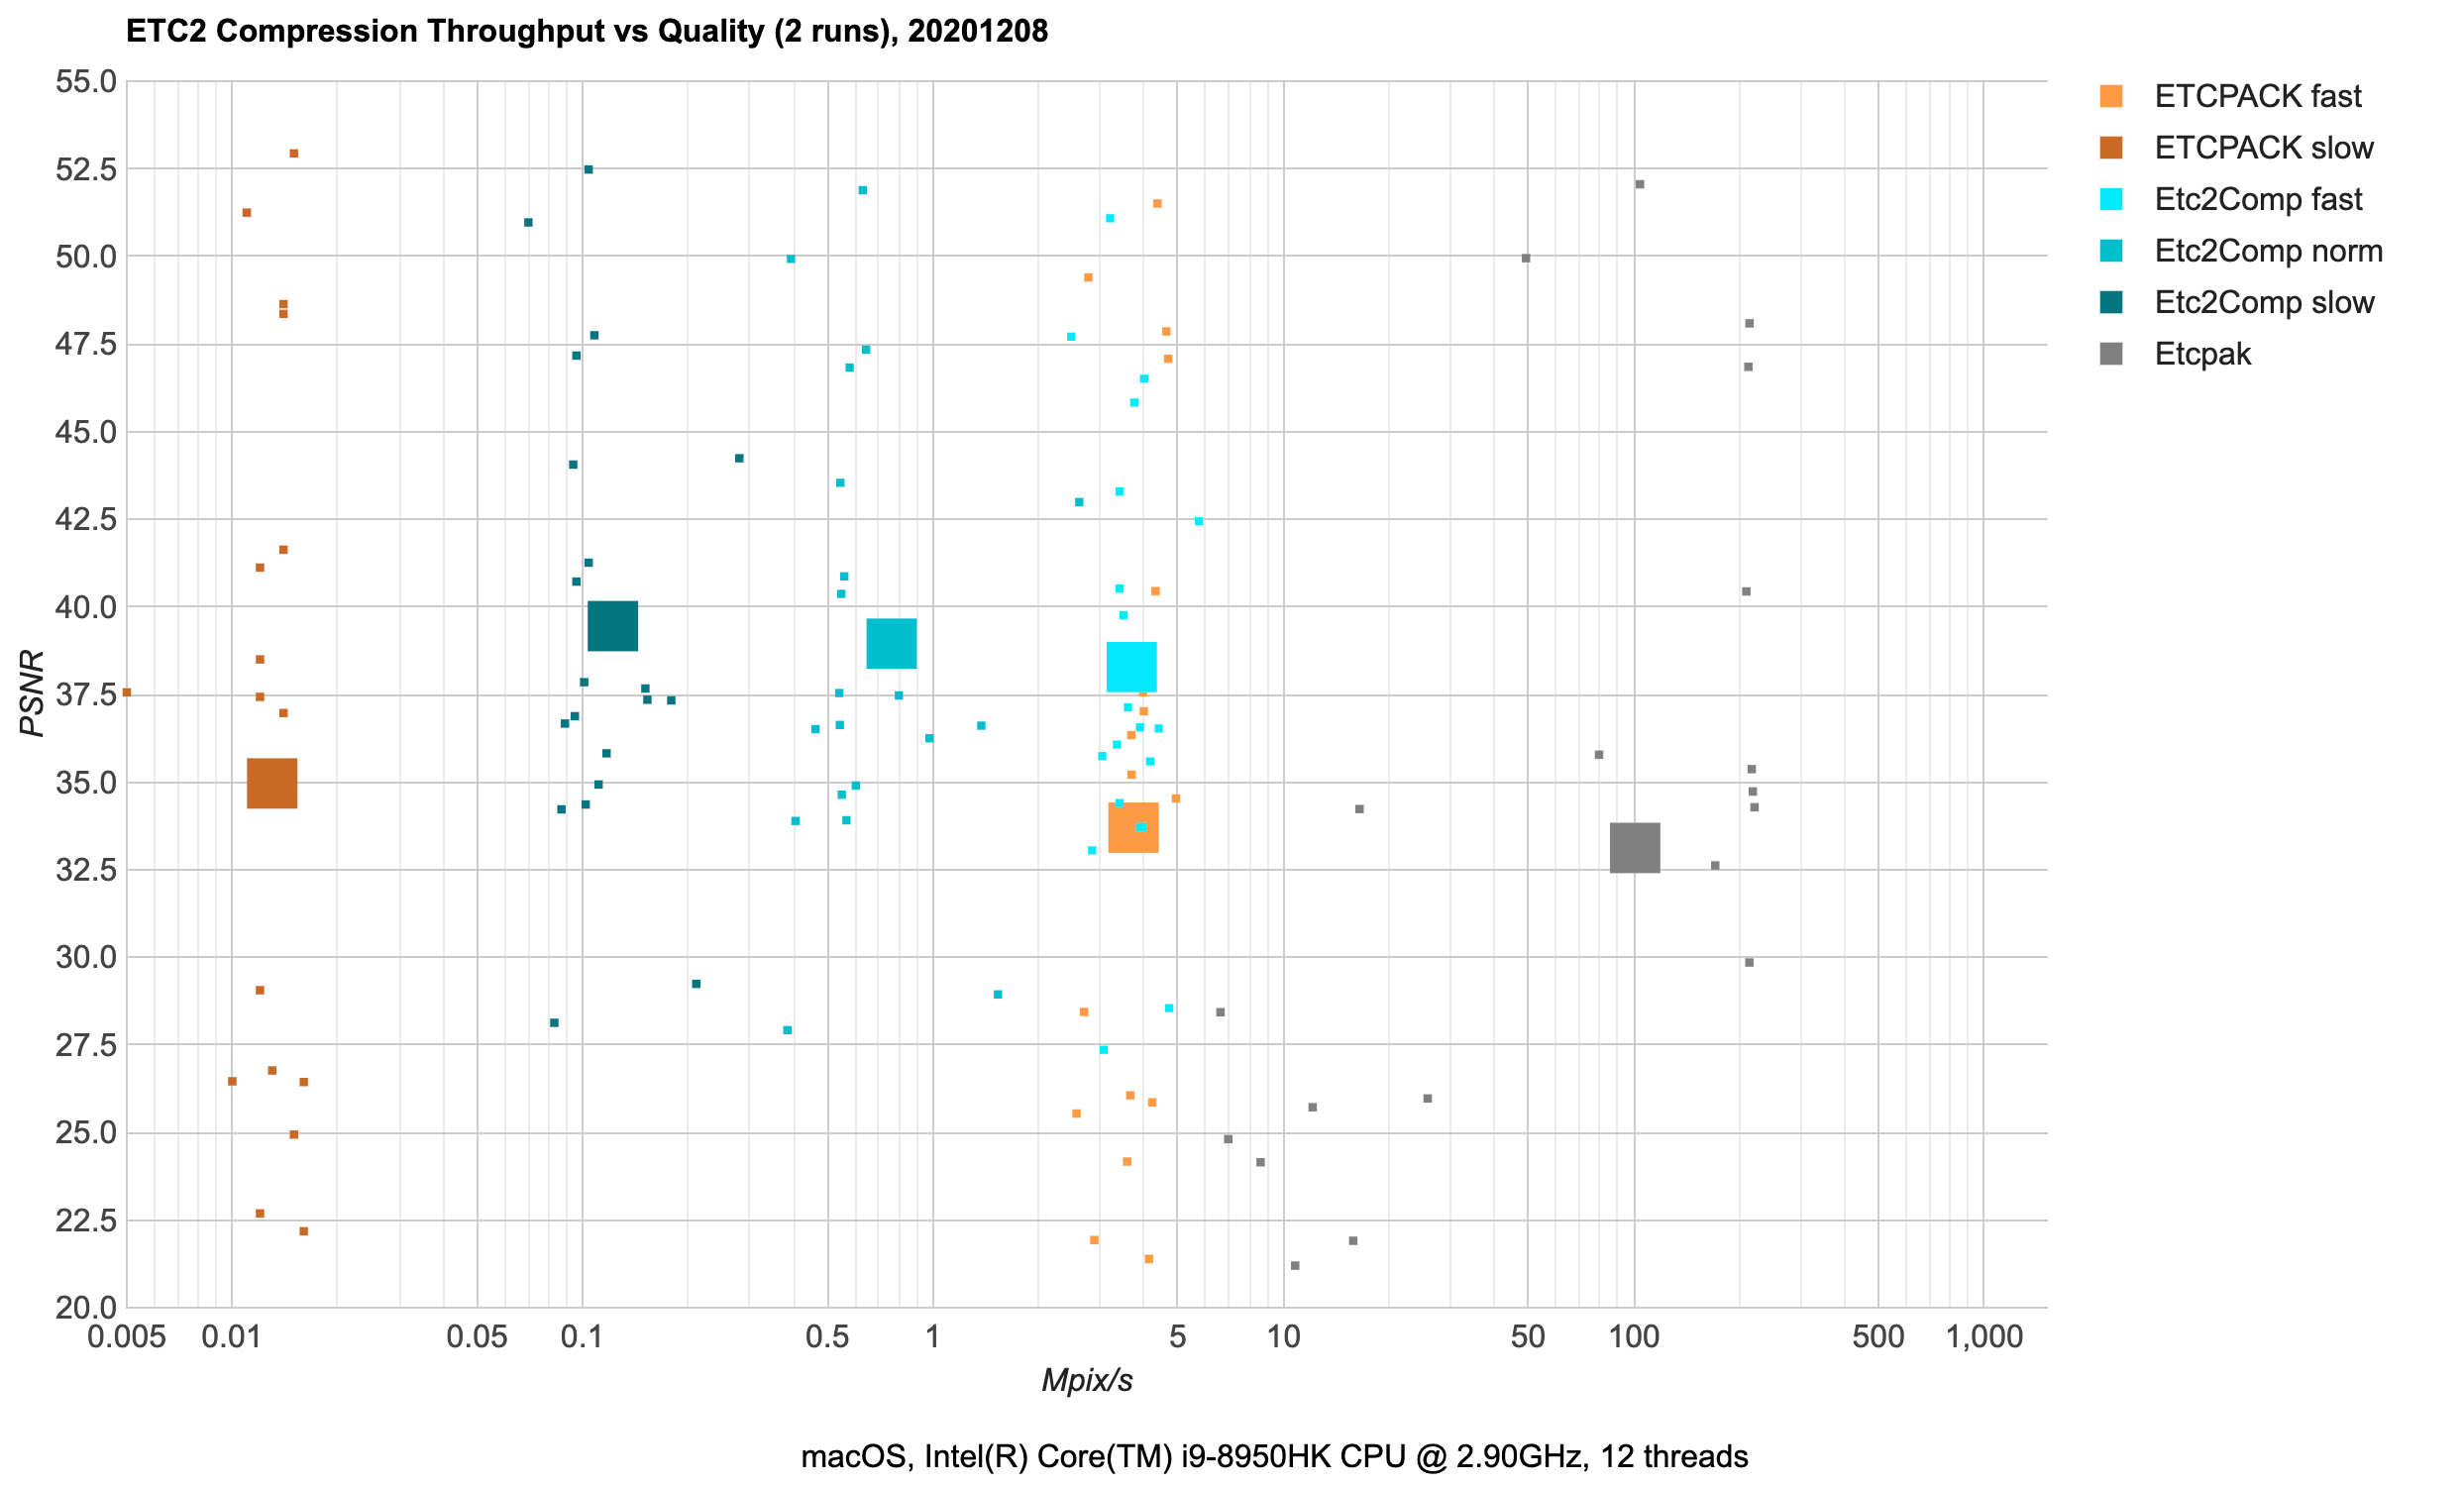 ETC2 Compression Throughput vs Quality (2 runs), 20201208
55.0
52.5
50.0
47.5
45.0
42.5
40.0
37.5
35.0
32.5
30.0
27.5
25.0
22.5
20.0
PSNR
0.005 0.01 0.05 0.1 0.5 1 5 10 50 100 500 1,000
Mpix/s
ETCPACK fast
ETCPACK slow
Etc2Comp fast
Etc2Comp norm
Etc2Comp slow
Etcpak
macOS, Intel(R) Core(TM) i9-8950HK CPU @ 2.90GHz, 12 threads